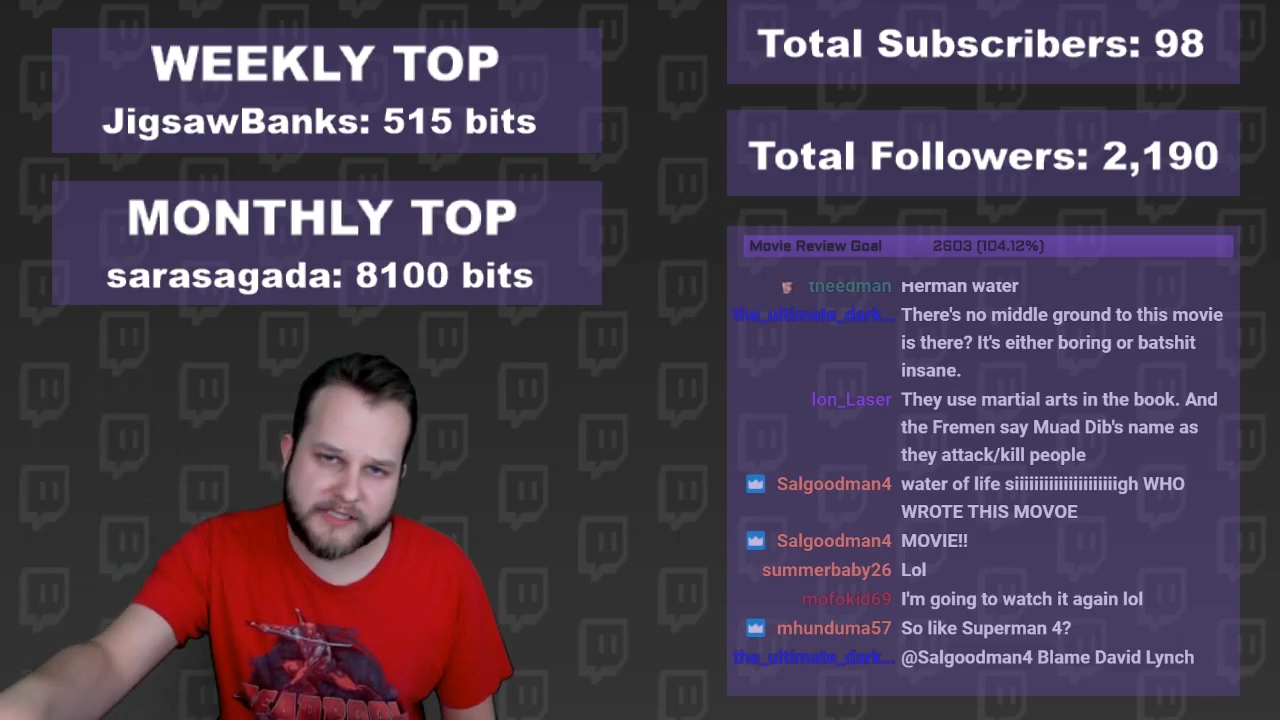 WEEKLY TOP
JigsawBanks: 515 bits
MONTHLY TOP
sarasagada: 8100 bits
Total Subscribers: 98
Total Followers: 2,190
Movie Review Goal 2603 (104.12%)
theedman Herman water
the_ultimate_dark... There's no middle ground to this movie
is there? It's either boring or batshit
insane.
Ion_Laser They use martial arts in the book. And
the Fremen say Muad Dib's name as
they attack/kill people
Salgoodman4 water of life siiiiiiiiiiiiiiiiiiiiiigh WHO
WROTE THIS MOVOE
Salgoodman4 MOVIE!!
summerbaby26 Lol
mofokid69 I'm going to watch it again lol
mhunduma57 So like Superman 4?
the_ultimate_dark... @Salgoodman4 Blame David Lynch
DEADPOOL